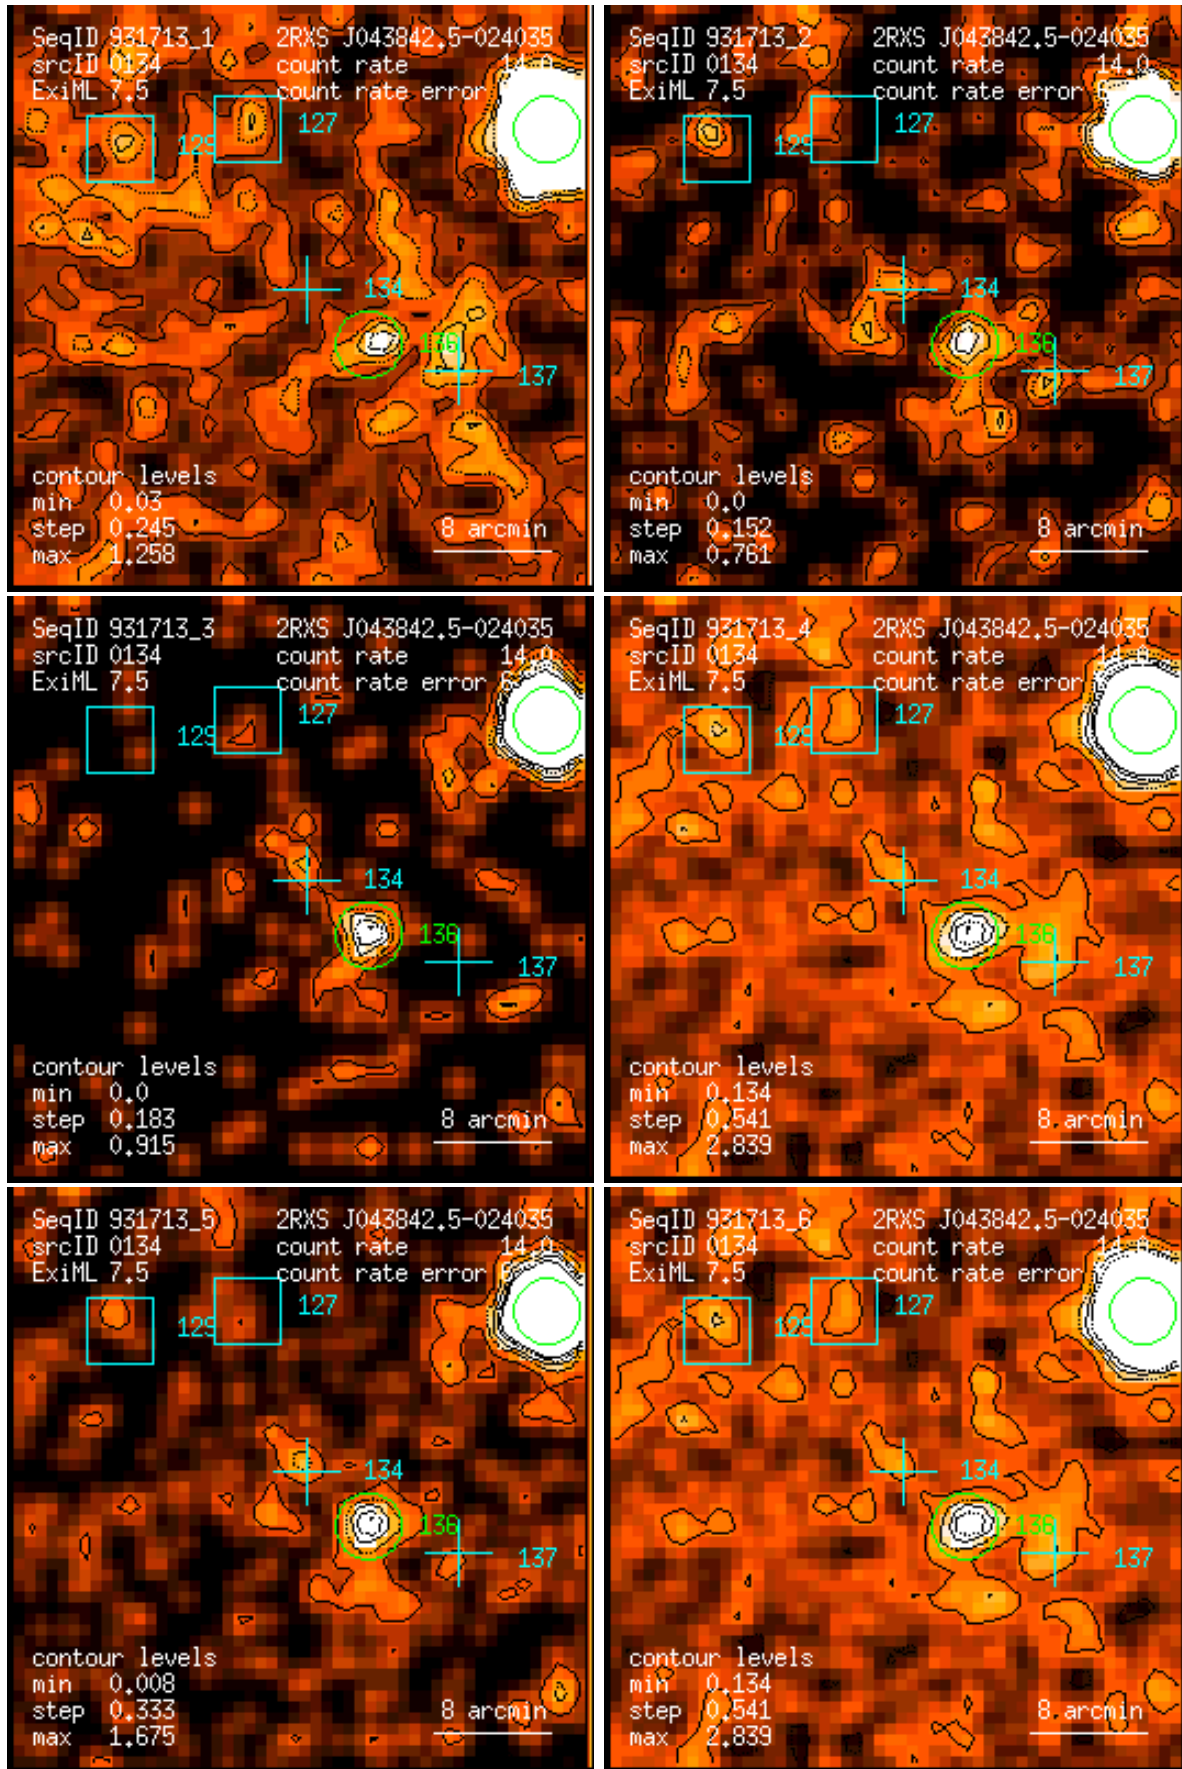 SeqID 931713_1 2RXS J043842.5-024035
srcID 0134 count rate 14.0
ExiML 7.5 count rate error
127
129
134
136
137
contour levels
min 0.03
step 0.245
max 1.258
8 arcmin
SeqID 931713_2 2RXS J043842.5-024035
srcID 0134 count rate 14.0
ExiML 7.5 count rate error
127
129
134
136
137
contour levels
min 0.0
step 0.152
max 0.761
8 arcmin
SeqID 931713_3 2RXS J043842.5-024035
srcID 0134 count rate 14.0
ExiML 7.5 count rate error
127
129
134
136
137
contour levels
min 0.0
step 0.183
max 0.915
8 arcmin
SeqID 931713_4 2RXS J043842.5-024035
srcID 0134 count rate 14.0
ExiML 7.5 count rate error
127
129
134
136
137
contour levels
min 0.134
step 0.541
max 2.839
8 arcmin
SeqID 931713_5 2RXS J043842.5-024035
srcID 0134 count rate 14.0
ExiML 7.5 count rate error
127
129
134
136
137
contour levels
min 0.008
step 0.333
max 1.675
8 arcmin
SeqID 931713_6 2RXS J043842.5-024035
srcID 0134 count rate 14.0
ExiML 7.5 count rate error
127
129
134
136
137
contour levels
min 0.134
step 0.541
max 2.839
8 arcmin